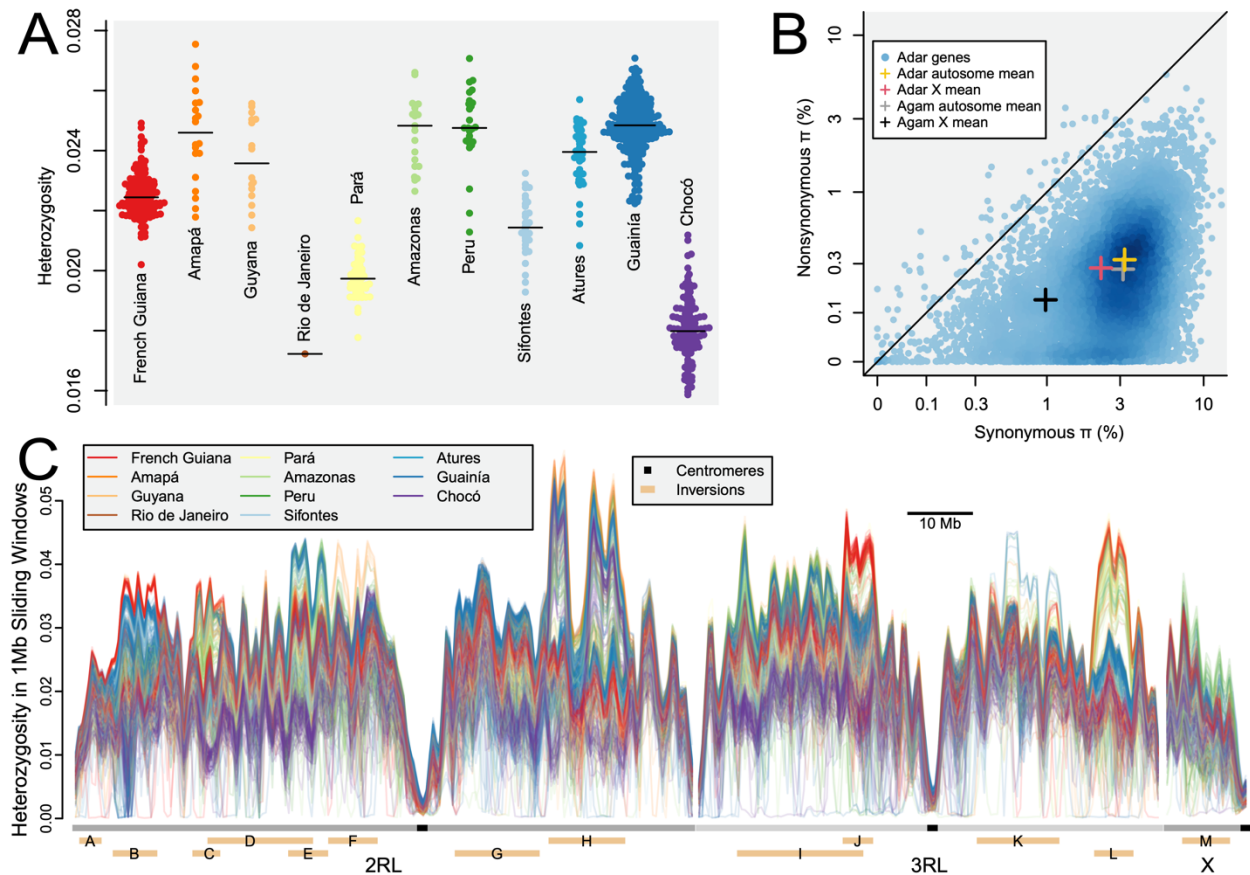 A
Heterozygosity
0.028
0.024
0.020
0.016
French Guiana
Amapá
Guyana
Rio de Janeiro
Pará
Amazonas
Peru
Sifontes
Atures
Guainía
Chocó
B
Nonsynonymous π (%)
10
3
1
0.3
0.1
0
Adar genes
Adar autosome mean
Adar X mean
Agam autosome mean
Agam X mean
0 0.1 0.3 1 3 10
Synonymous π (%)
C
Heterozygosity in 1Mb Sliding Windows
0.05
0.04
0.03
0.02
0.01
0.00
French Guiana Pará Atures
Amapá Amazonas Guainía
Guyana Peru Chocó
Rio de Janeiro Sifontes
Centromeres
Inversions
10 Mb
A D F H J K M
B C E G I L
2RL 3RL X